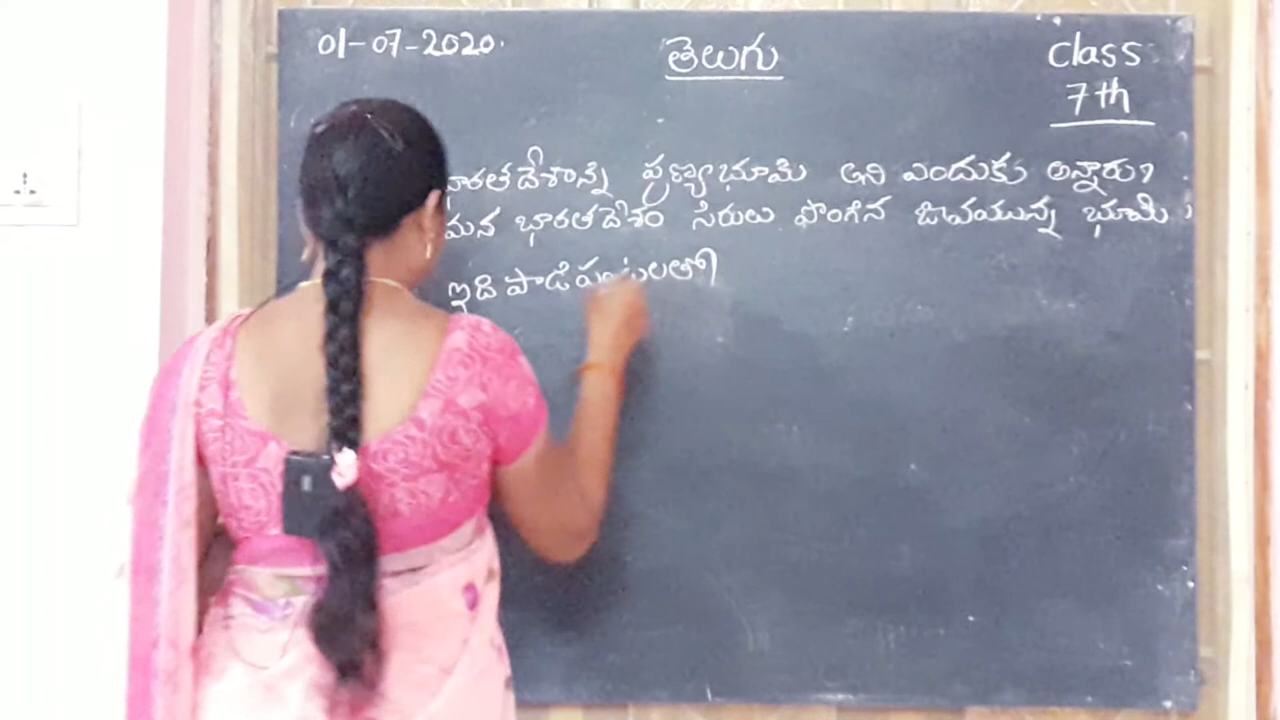 01-07-2020.
తెలుగు
class
7th
భారతదేశాన్ని పుణ్యభూమి అని ఎందుకు అన్నారు?
మన భారతదేశం సిరులు పొంగిన జీవయున్న భూమి,
ఇది పాడి పంటలతో